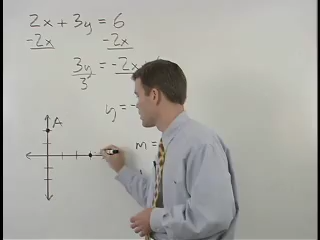 2x + 3y = 6
-2x -2x
3y = -2x
3
y = -
A
m =